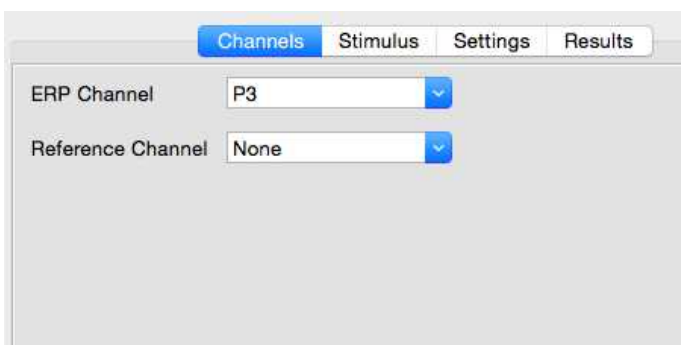 Channels Stimulus Settings Results
ERP Channel P3
Reference Channel None